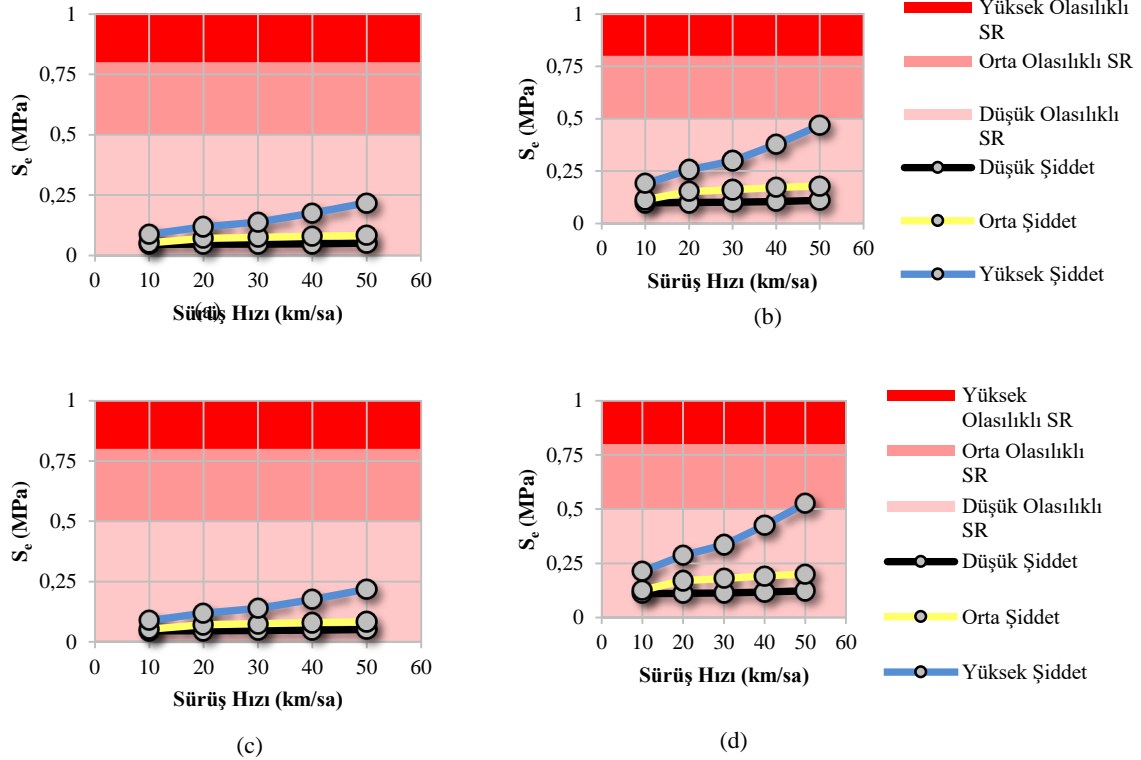 1
0,75
0,5
0,25
0
S_e (MPa)
0 10 20 30 40 50 60
Sürüş Hızı (km/sa)
(a)
1
0,75
0,5
0,25
0
S_e (MPa)
0 10 20 30 40 50 60
Sürüş Hızı (km/sa)
(b)
Yüksek Olasılıklı
SR
Orta Olasılıklı SR
Düşük Olasılıklı
SR
Düşük Şiddet
Orta Şiddet
Yüksek Şiddet
1
0,75
0,5
0,25
0
S_e (MPa)
0 10 20 30 40 50 60
Sürüş Hızı (km/sa)
(c)
1
0,75
0,5
0,25
0
S_e (MPa)
0 10 20 30 40 50 60
Sürüş Hızı (km/sa)
(d)
Yüksek
Olasılıklı SR
Orta Olasılıklı
SR
Düşük Olasılıklı
SR
Düşük Şiddet
Orta Şiddet
Yüksek Şiddet